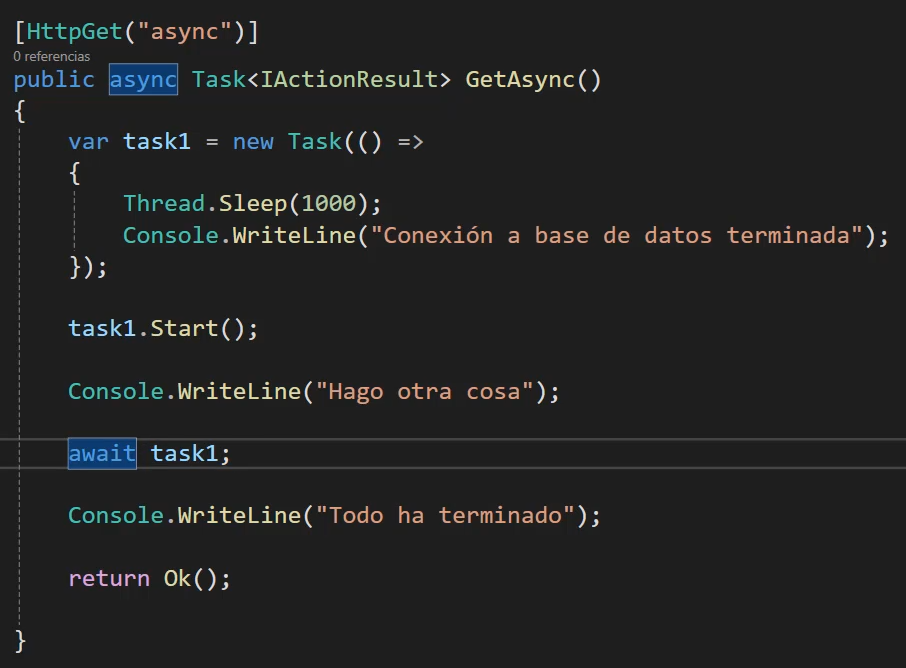 [HttpGet("async")]
0 referencias
public async Task<IActionResult> GetAsync()
{
var task1 = new Task(() =>
{
Thread.Sleep(1000);
Console.WriteLine("Conexión a base de datos terminada");
});
task1.Start();
Console.WriteLine("Hago otra cosa");
await task1;
Console.WriteLine("Todo ha terminado");
return Ok();
}